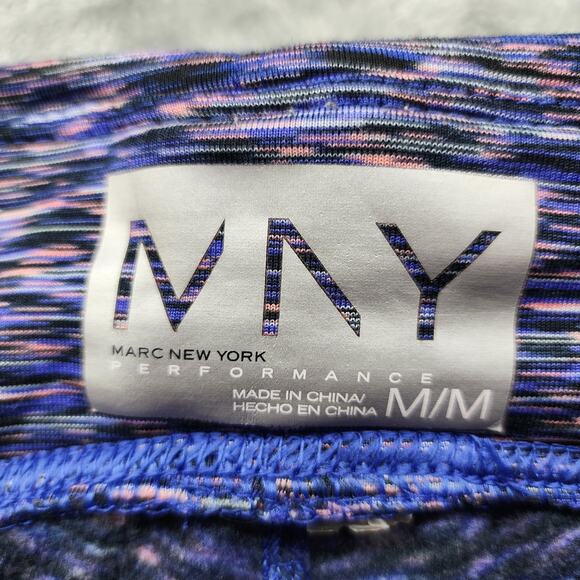 MNY
MARC NEW YORK
PERFORMANCE
MADE IN CHINA/
HECHO EN CHINA
M/M